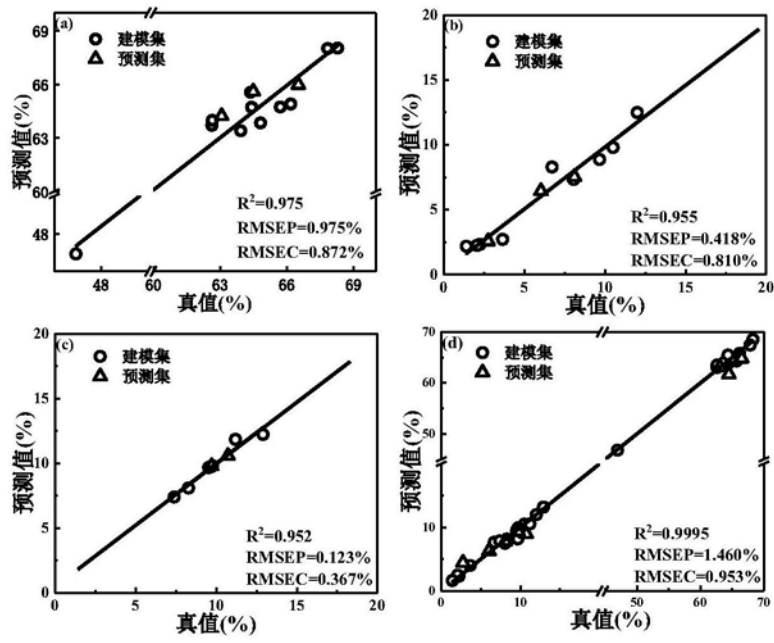 (a)
建模集
预测集
69
66
63
60
48
预测值(%)
R²=0.975
RMSEP=0.975%
RMSEC=0.872%
48 60 63 66 69
真值(%)
(b)
建模集
预测集
20
15
10
5
0
预测值(%)
R²=0.955
RMSEP=0.418%
RMSEC=0.810%
0 5 10 15 20
真值(%)
(c)
建模集
预测集
20
15
10
5
0
预测值(%)
R²=0.952
RMSEP=0.123%
RMSEC=0.367%
0 5 10 15 20
真值(%)
(d)
建模集
预测集
70
60
50
20
10
0
预测值(%)
R²=0.9995
RMSEP=1.460%
RMSEC=0.953%
0 10 50 60 70
真值(%)